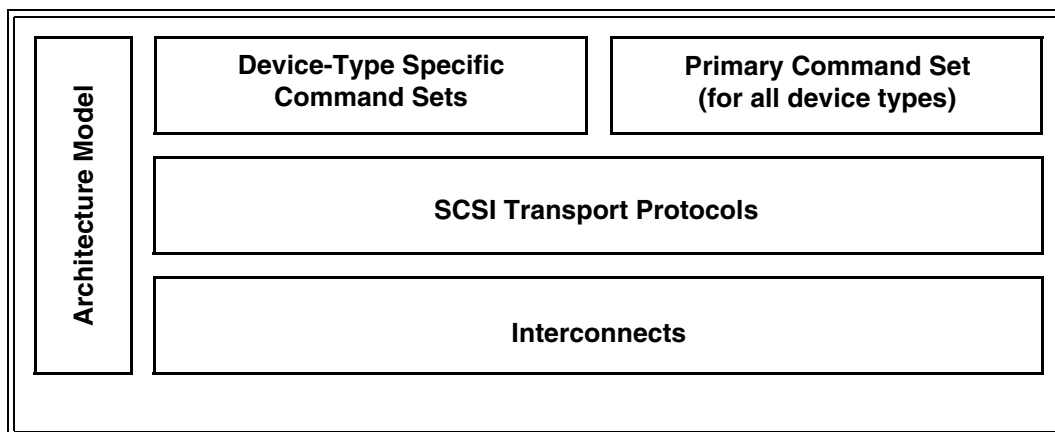 Architecture Model
Device-Type Specific
Command Sets
Primary Command Set
(for all device types)
SCSI Transport Protocols
Interconnects